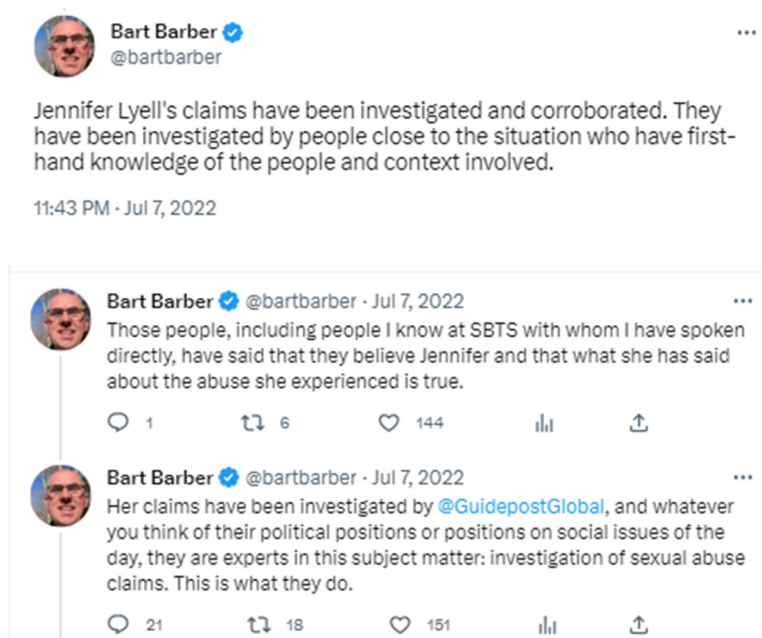 Bart Barber
@bartbarber
Jennifer Lyell's claims have been investigated and corroborated. They
have been investigated by people close to the situation who have first-
hand knowledge of the people and context involved.
11:43 PM · Jul 7, 2022
Bart Barber @bartbarber · Jul 7, 2022
Those people, including people I know at SBTS with whom I have spoken
directly, have said that they believe Jennifer and that what she has said
about the abuse she experienced is true.
1 6 144
Bart Barber @bartbarber · Jul 7, 2022
Her claims have been investigated by @GuidepostGlobal, and whatever
you think of their political positions or positions on social issues of the
day, they are experts in this subject matter: investigation of sexual abuse
claims. This is what they do.
21 18 151